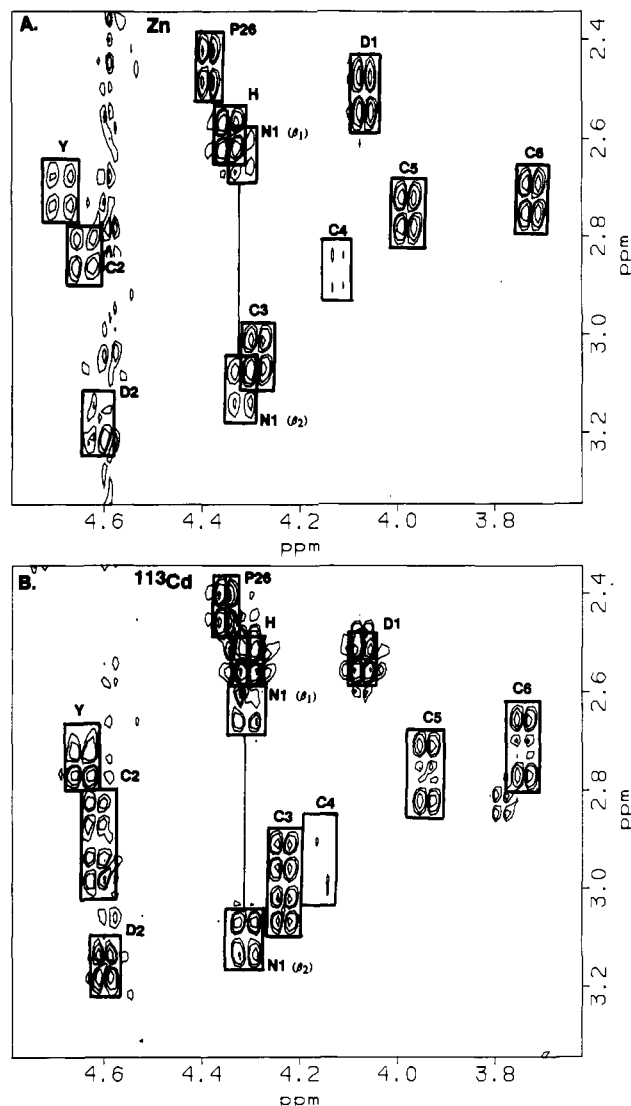 A. Zn
P26
D1
H
N1 (β1)
Y
C5
C6
C2
C4
C3
D2
N1 (β2)
2.4
2.6
2.8
3.0
3.2
ppm
4.6
4.4
4.2
4.0
3.8
ppm
B. 113Cd
P26
H
D1
N1 (β1)
Y
C2
C5
C6
C3
C4
D2
N1 (β2)
2.4
2.6
2.8
3.0
3.2
ppm
4.6
4.4
4.2
4.0
3.8
ppm